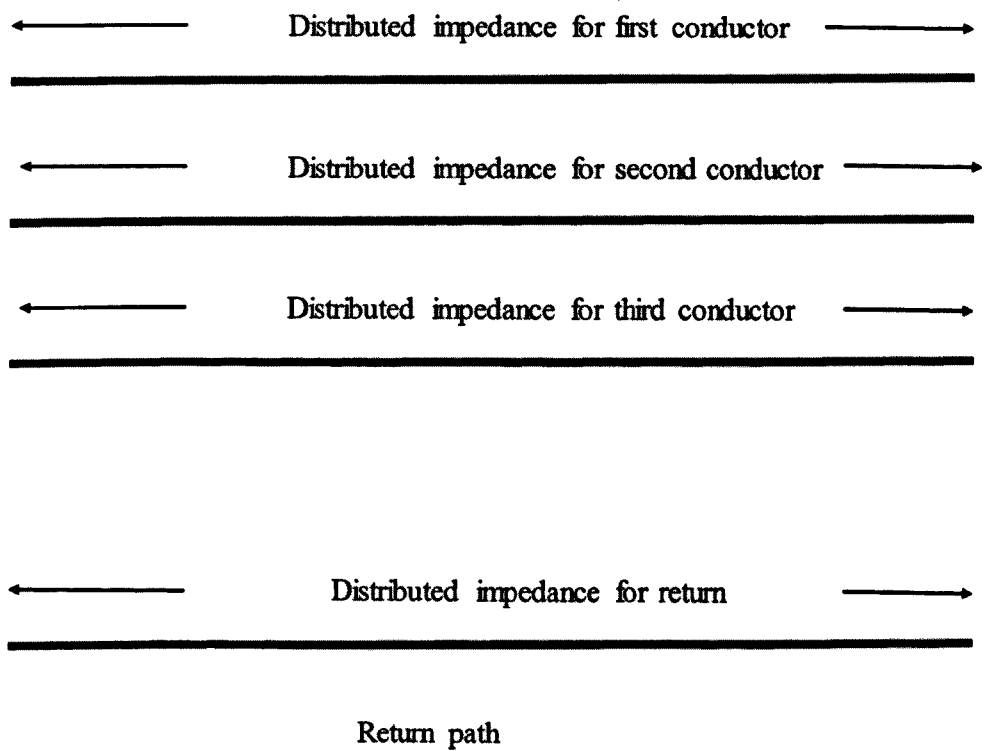 Distributed impedance for first conductor
Distributed impedance for second conductor
Distributed impedance for third conductor
Distributed impedance for return
Return path